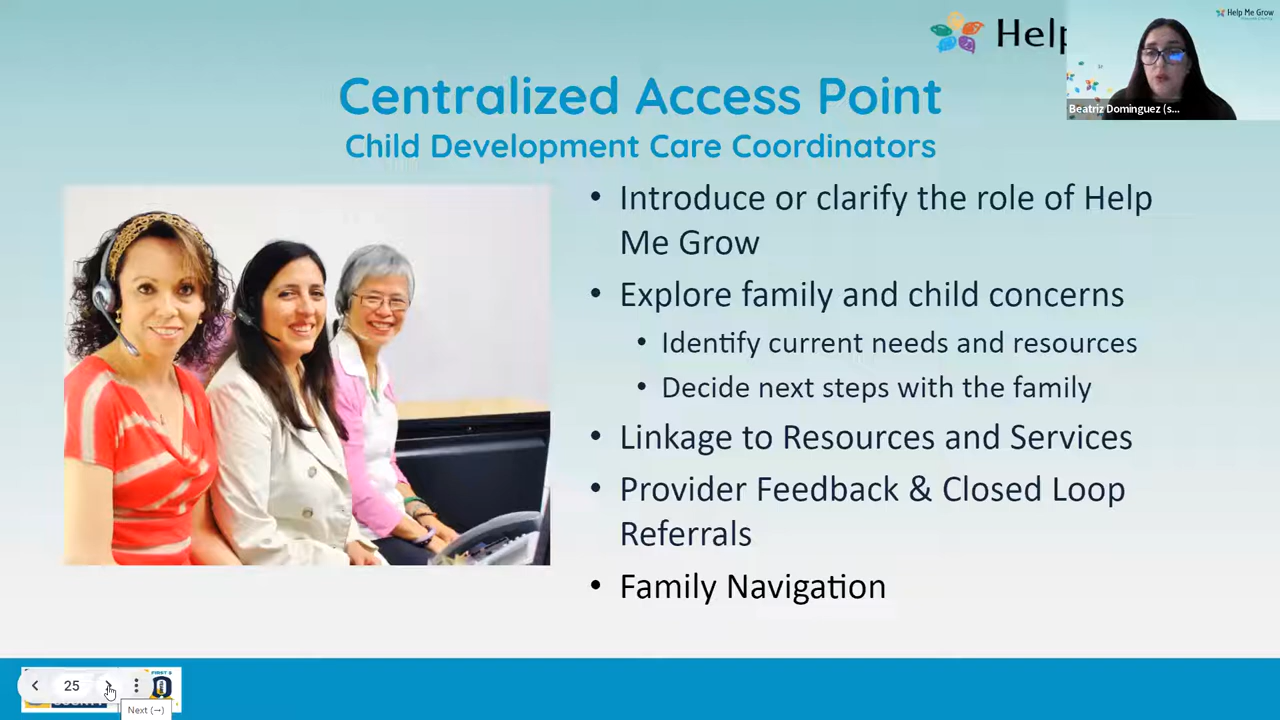 Help
Help Me Grow
Beatriz Dominguez (s...
Centralized Access Point
Child Development Care Coordinators
• Introduce or clarify the role of Help
Me Grow
• Explore family and child concerns
• Identify current needs and resources
• Decide next steps with the family
• Linkage to Resources and Services
• Provider Feedback & Closed Loop
Referrals
• Family Navigation
FIRST 5
25
Next (→)